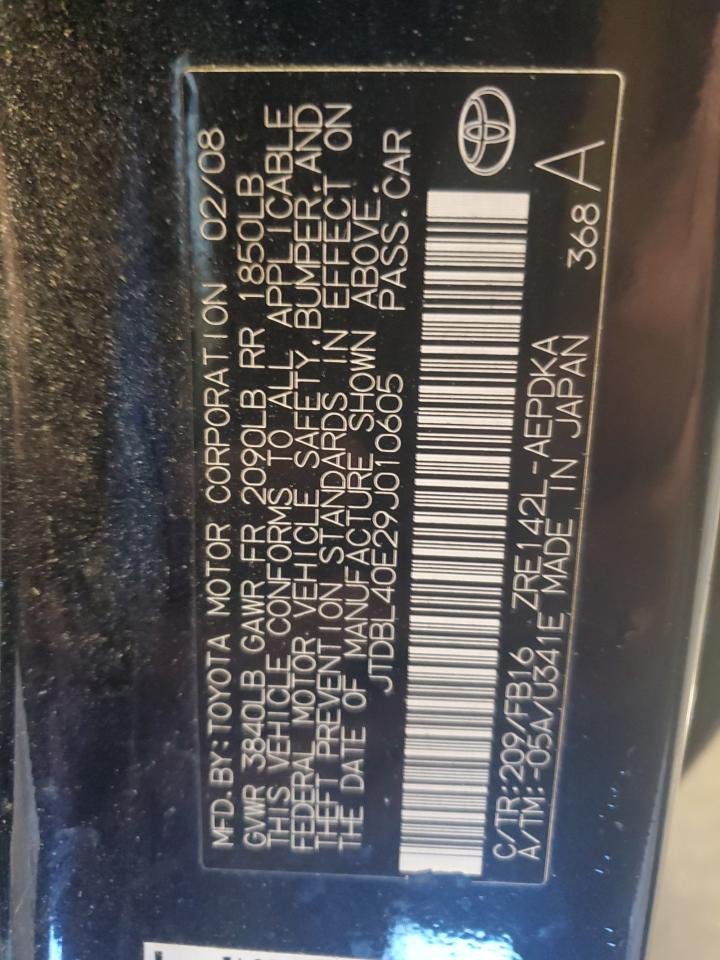 MFD. BY: TOYOTA MOTOR CORPORATION 02/08
GVWR 3840LB GAWR FR 2090LB RR 1850LB
THIS VEHICLE CONFORMS TO ALL APPLICABLE
FEDERAL MOTOR VEHICLE SAFETY, BUMPER, AND
THEFT PREVENTION STANDARDS IN EFFECT ON
THE DATE OF MANUFACTURE SHOWN ABOVE.
JTDBL40E29J010605 PASS. CAR
C/TR:209/FB16 ZRE142L-AEPDKA
A/TM:-05A/U341E MADE IN JAPAN 368 A